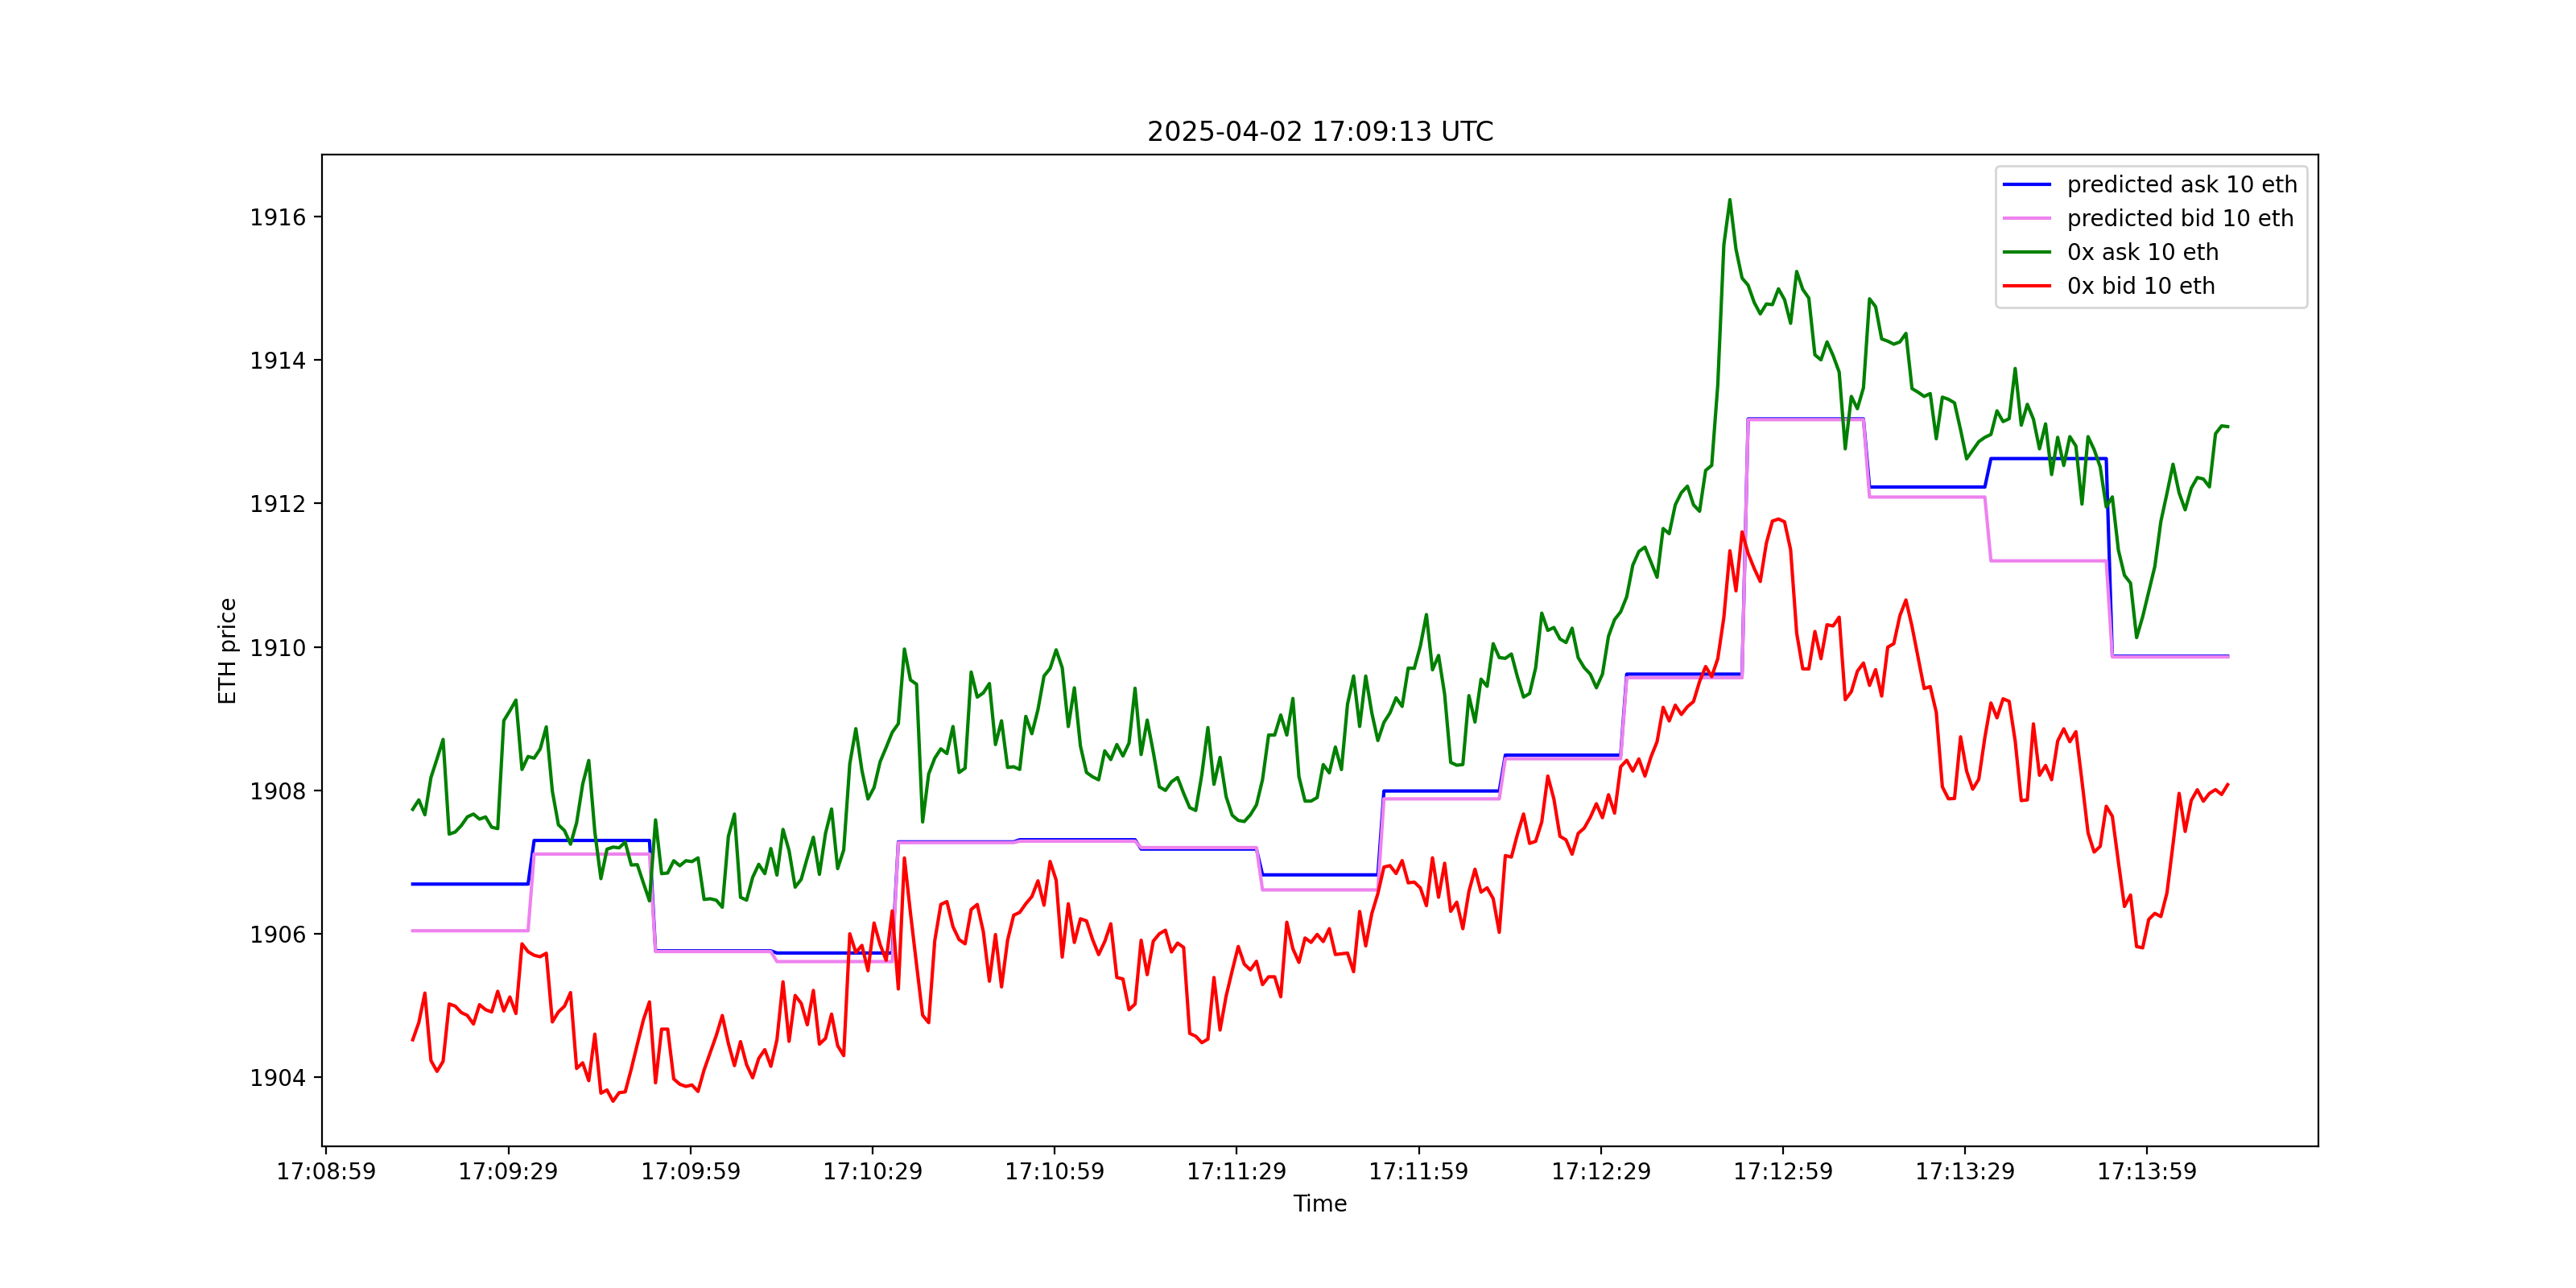 2025-04-02 17:09:13 UTC
predicted ask 10 eth
predicted bid 10 eth
0x ask 10 eth
0x bid 10 eth
ETH price
1916
1914
1912
1910
1908
1906
1904
17:08:59 17:09:29 17:09:59 17:10:29 17:10:59 17:11:29 17:11:59 17:12:29 17:12:59 17:13:29 17:13:59
Time